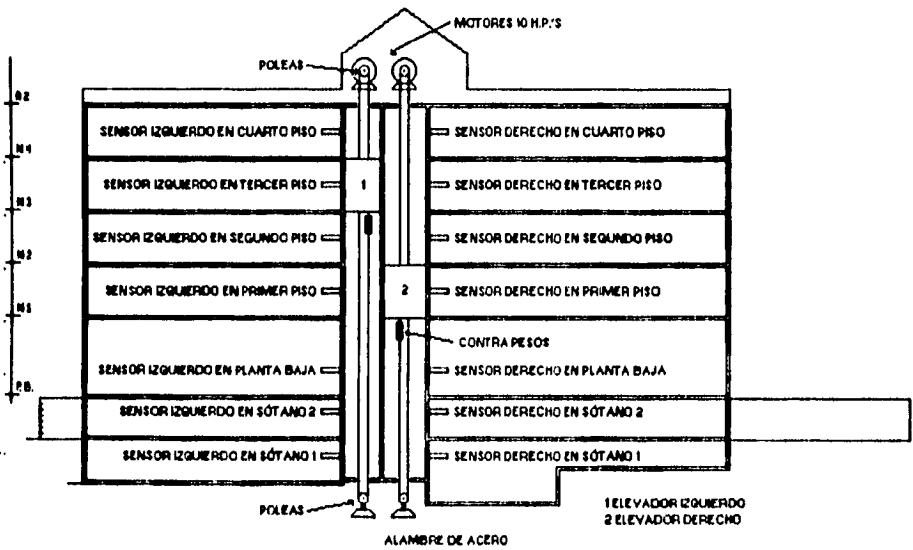 MOTORES 10 H.P.'S
POLEAS
SENSOR IZQUIERDO EN CUARTO PISO
SENSOR DERECHO EN CUARTO PISO
N4
SENSOR IZQUIERDO EN TERCER PISO
1
SENSOR DERECHO EN TERCER PISO
N3
SENSOR IZQUIERDO EN SEGUNDO PISO
SENSOR DERECHO EN SEGUNDO PISO
N2
SENSOR IZQUIERDO EN PRIMER PISO
2
SENSOR DERECHO EN PRIMER PISO
N1
CONTRA PESOS
SENSOR IZQUIERDO EN PLANTA BAJA
SENSOR DERECHO EN PLANTA BAJA
P.B.
SENSOR IZQUIERDO EN SÓTANO 2
SENSOR DERECHO EN SÓTANO 2
SENSOR IZQUIERDO EN SÓTANO 1
SENSOR DERECHO EN SÓTANO 1
POLEAS
1 ELEVADOR IZQUIERDO
2 ELEVADOR DERECHO
ALAMBRE DE ACERO